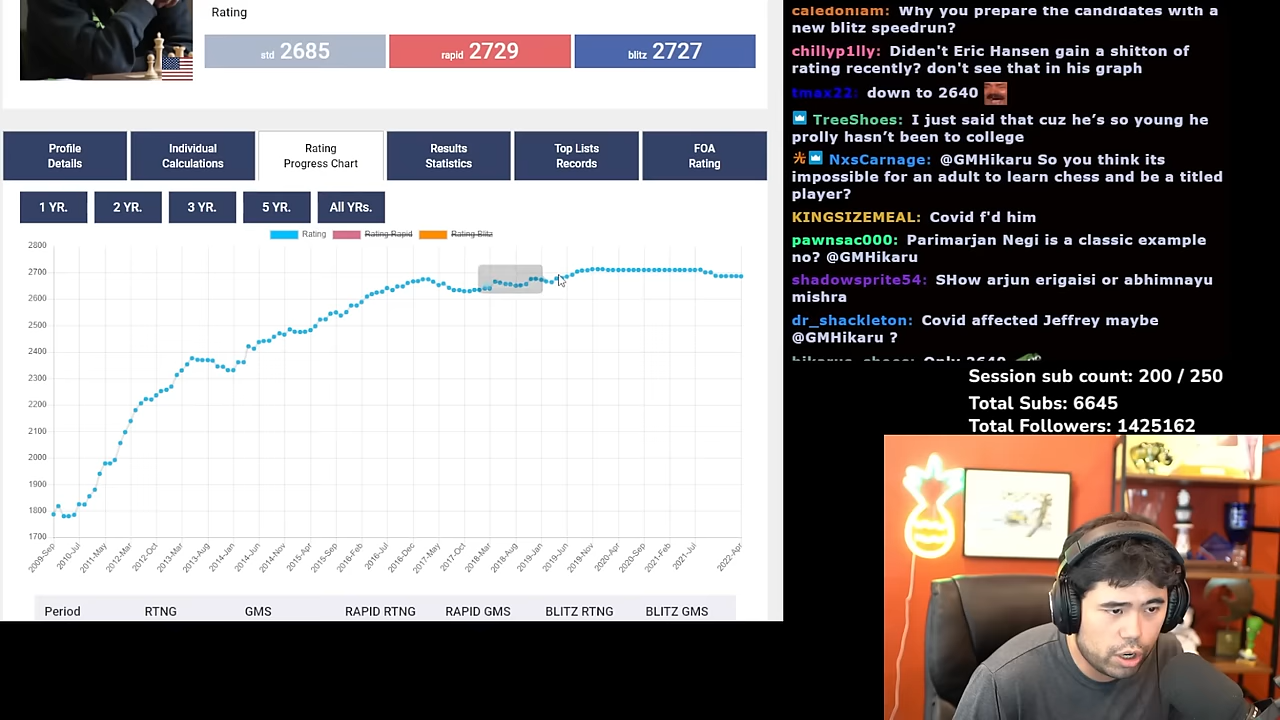 Rating
std 2685
rapid 2729
blitz 2727
Profile
Details
Individual
Calculations
Rating
Progress Chart
Results
Statistics
Top Lists
Records
FOA
Rating
1 YR.
2 YR.
3 YR.
5 YR.
All YRs.
Rating
Rating Rapid
Rating Blitz
2800
2700
2600
2500
2400
2300
2200
2100
2000
1900
1800
1700
2009-Sep
2010-Jul
2011-May
2012-Mar
2012-Oct
2013-Mar
2013-Aug
2014-Jan
2014-Jun
2014-Nov
2015-Apr
2015-Sep
2016-Feb
2016-Jul
2016-Dec
2017-May
2017-Oct
2018-Mar
2018-Aug
2019-Jan
2019-Jun
2019-Nov
2020-Apr
2020-Sep
2021-Feb
2021-Jul
2022-Apr
Period
RTNG
GMS
RAPID RTNG
RAPID GMS
BLITZ RTNG
BLITZ GMS
caledoniam: Why you prepare the candidates with a
new blitz speedrun?
chillyp1lly: Diden't Eric Hansen gain a shitton of
rating recently? don't see that in his graph
tmax22: down to 2640
TreeShoes: I just said that cuz he's so young he
prolly hasn't been to college
光 NxsCarnage: @GMHikaru So you think its
impossible for an adult to learn chess and be a titled
player?
KINGSIZEMEAL: Covid f'd him
pawnsac000: Parimarjan Negi is a classic example
no? @GMHikaru
shadowsprite54: SHow arjun erigaisi or abhimnayu
mishra
dr_shackleton: Covid affected Jeffrey maybe
@GMHikaru ?
hikarus_shoes: Only 2640
Session sub count: 200 / 250
Total Subs: 6645
Total Followers: 1425162